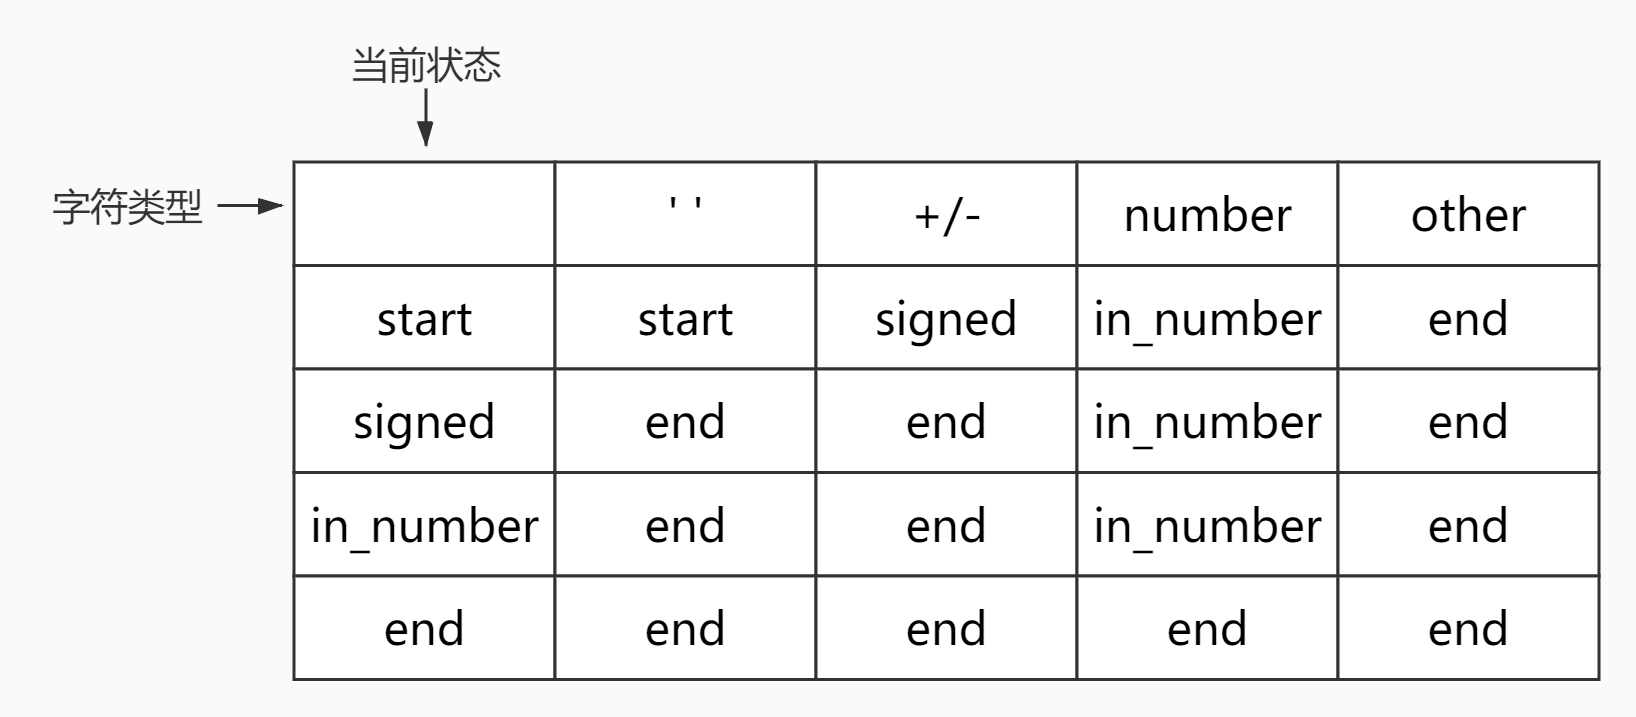 当前状态
字符类型
' ' +/- number other
start start signed in_number end
signed end end in_number end
in_number end end in_number end
end end end end end